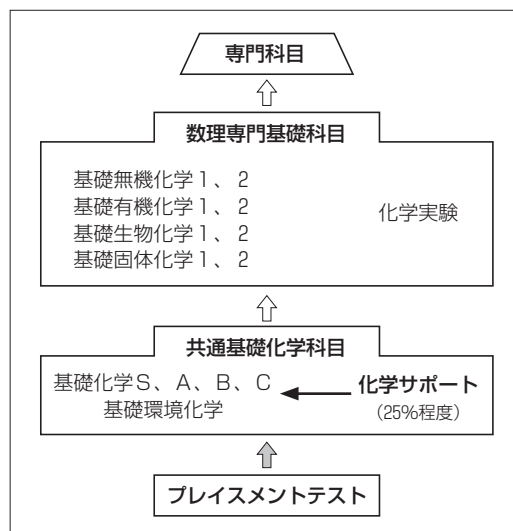 専門科目
数理専門基礎科目
基礎無機化学１、２
基礎有機化学１、２
基礎生物化学１、２
基礎固体化学１、２
化学実験
共通基礎化学科目
基礎化学Ｓ、Ａ、Ｂ、Ｃ
基礎環境化学
化学サポート
（25％程度）
プレイスメントテスト